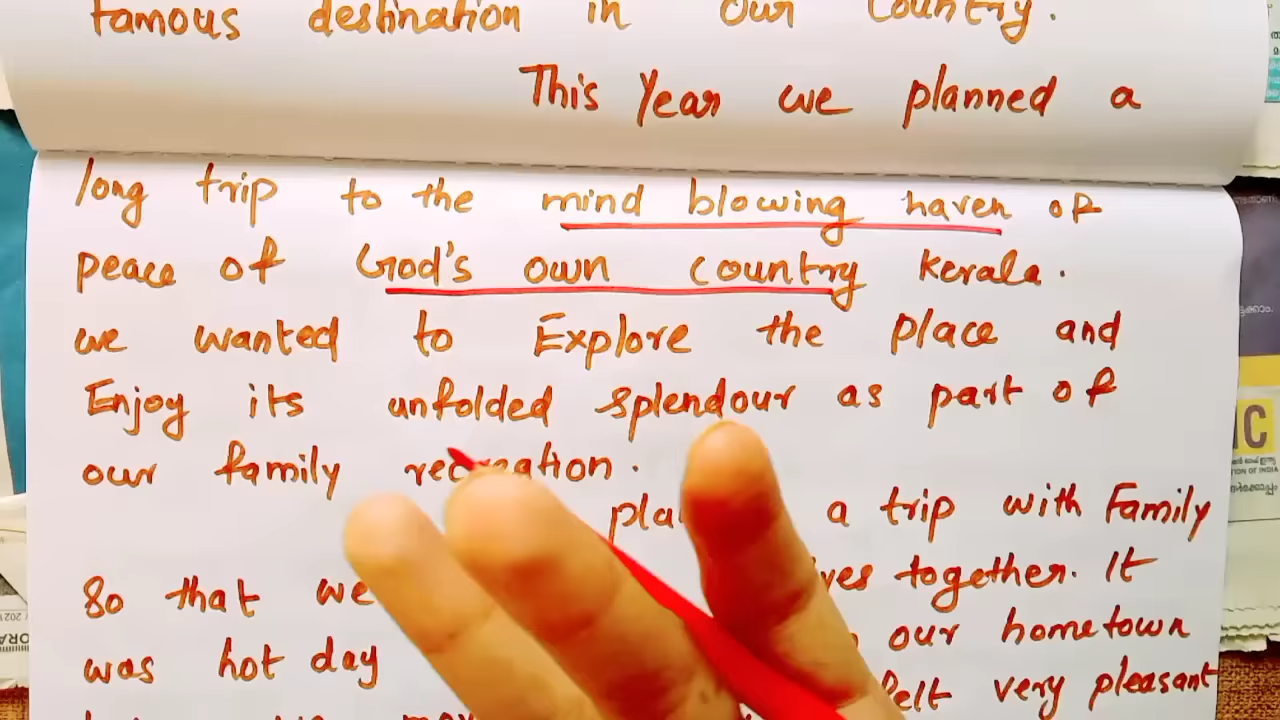 famous destination in our country.
This Year we planned a
long trip to the mind blowing haven of
peace of God's own country Kerala.
we wanted to Explore the place and
Enjoy its unfolded splendour as part of
our family recreation.
a trip with Family
So that we together. It
was hot day our hometown
felt very pleasant